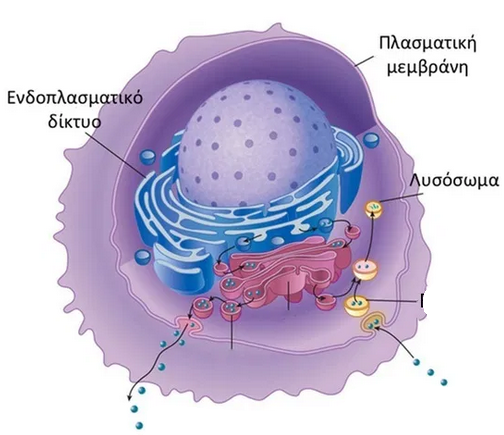 Πλασματική
μεμβράνη
Ενδοπλασματικό
δίκτυο
Λυσόσωμα